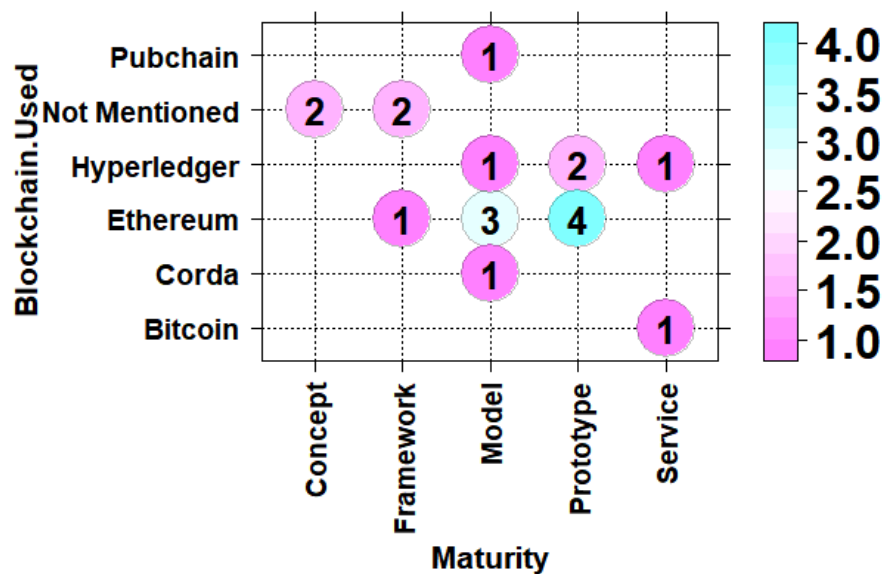 Blockchain.Used
Pubchain 1
Not Mentioned 2 2
Hyperledger 1 2 1
Ethereum 1 3 4
Corda 1
Bitcoin 1
Concept
Framework
Model
Prototype
Service
Maturity
4.0
3.5
3.0
2.5
2.0
1.5
1.0